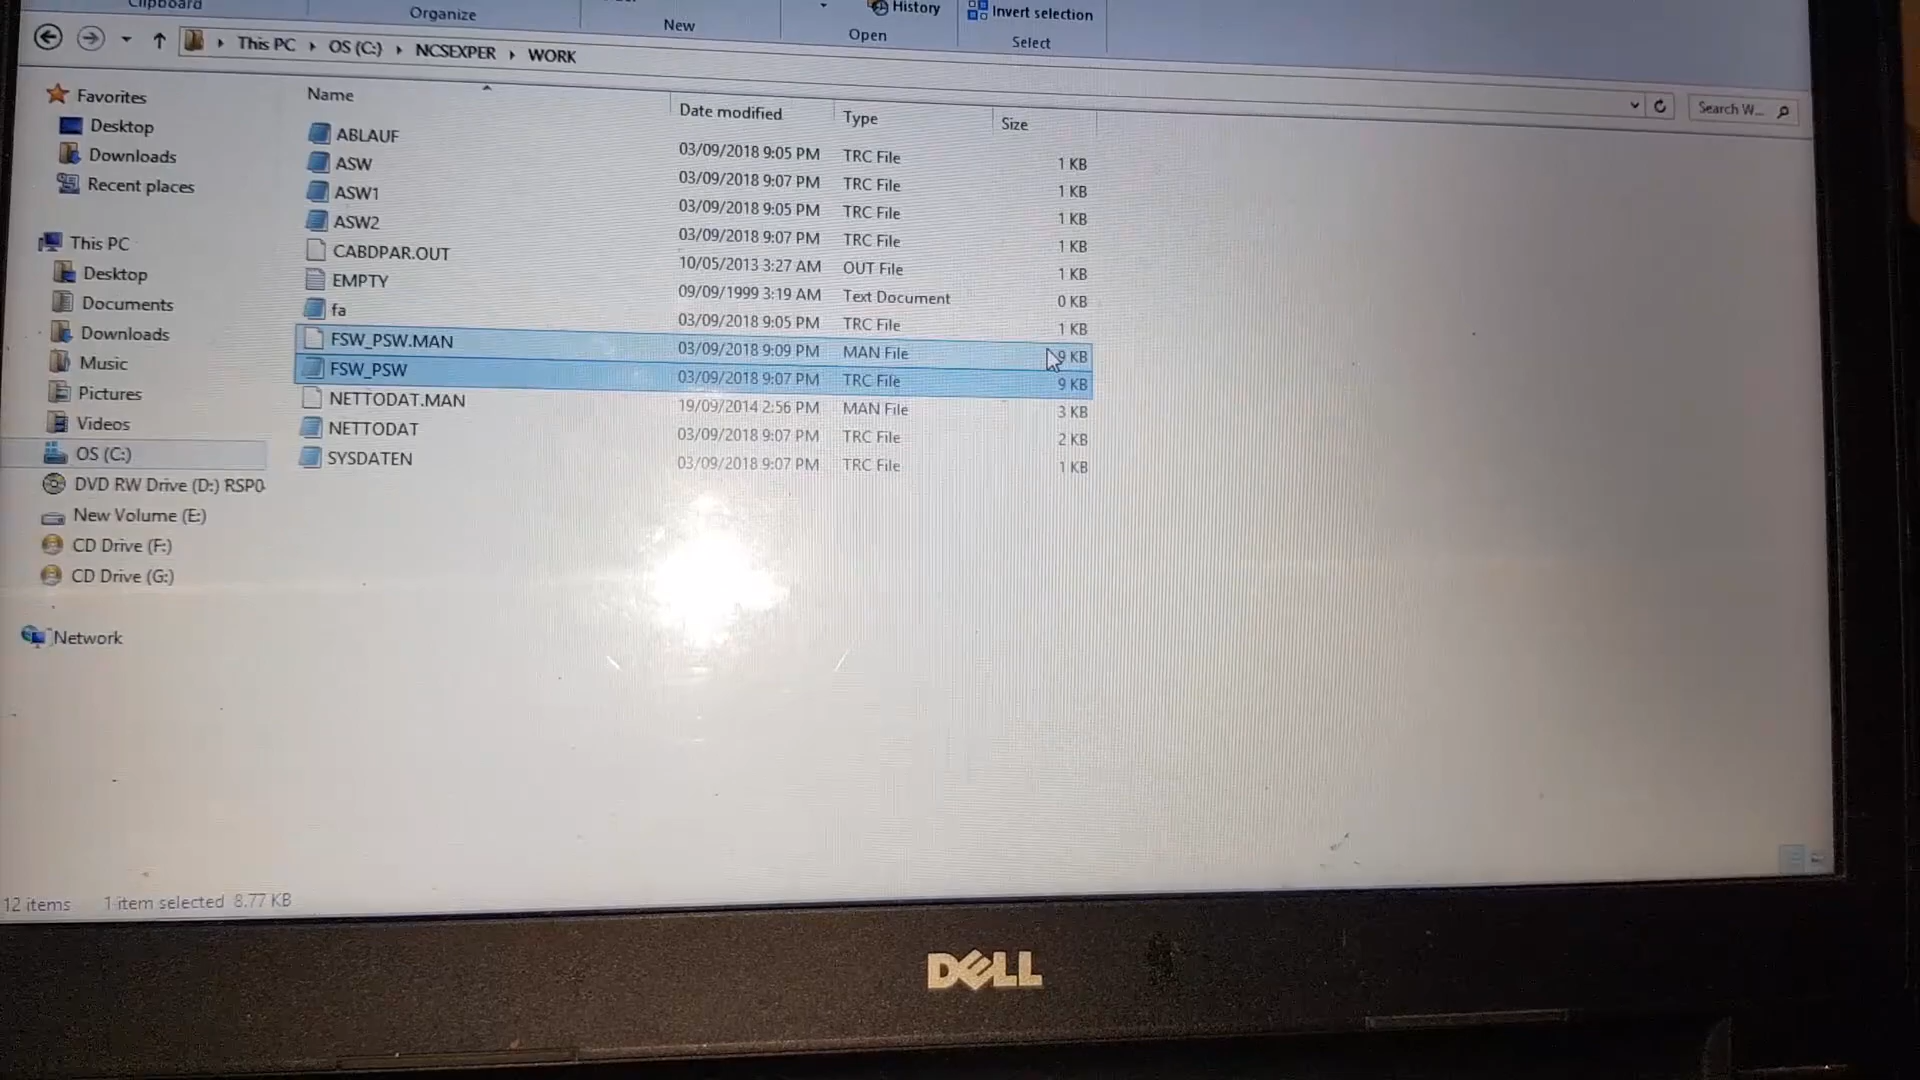 Clipboard
Organize
New
History
Open
Invert selection
Select
This PC
OS (C:)
NCSEXPER
WORK
Search W...
Favorites
Desktop
Downloads
Recent places
This PC
Desktop
Documents
Downloads
Music
Pictures
Videos
OS (C:)
DVD RW Drive (D:) RSP0
New Volume (E:)
CD Drive (F:)
CD Drive (G:)
Network
Name Date modified Type Size
ABLAUF 03/09/2018 9:05 PM TRC File 1 KB
ASW 03/09/2018 9:07 PM TRC File 1 KB
ASW1 03/09/2018 9:05 PM TRC File 1 KB
ASW2 03/09/2018 9:07 PM TRC File 1 KB
CABDPAR.OUT 10/05/2013 3:27 AM OUT File 1 KB
EMPTY 09/09/1999 3:19 AM Text Document 0 KB
fa 03/09/2018 9:05 PM TRC File 1 KB
FSW_PSW.MAN 03/09/2018 9:09 PM MAN File 9 KB
FSW_PSW 03/09/2018 9:07 PM TRC File 9 KB
NETTODAT.MAN 19/09/2014 2:56 PM MAN File 3 KB
NETTODAT 03/09/2018 9:07 PM TRC File 2 KB
SYSDATEN 03/09/2018 9:07 PM TRC File 1 KB
12 items 1 item selected 8.77 KB
DELL